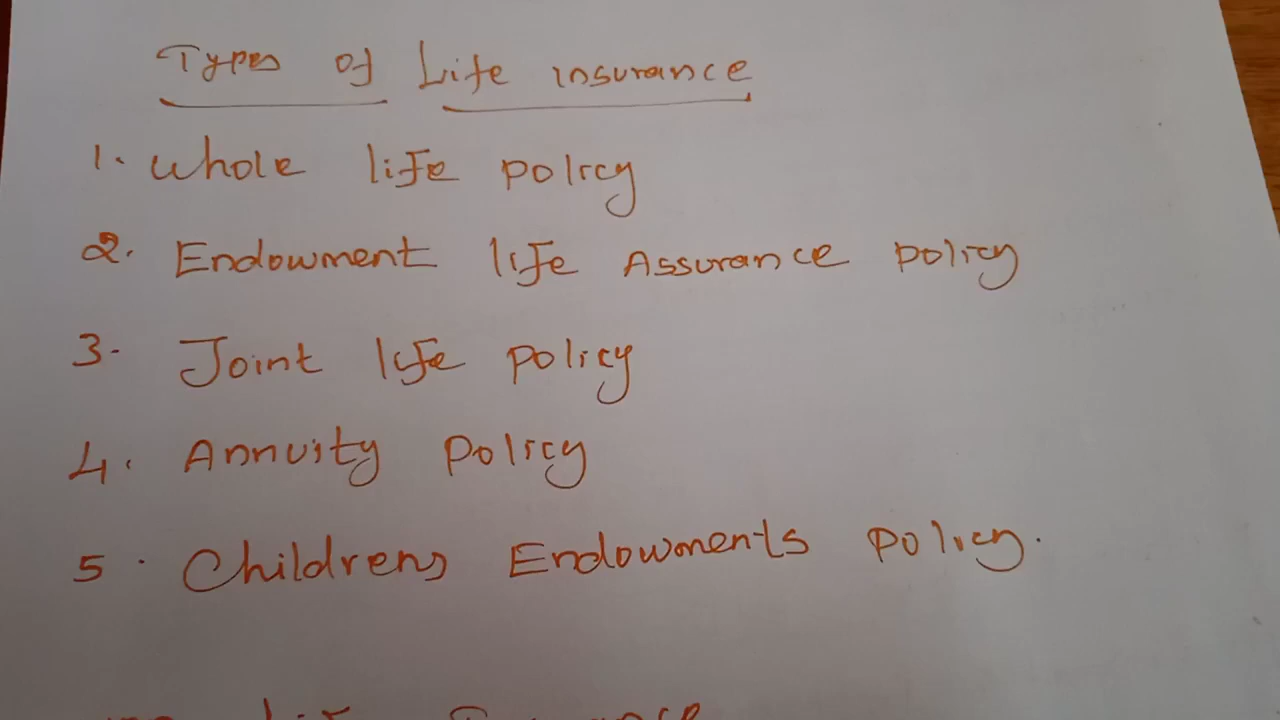 Types of Life insurance
1. Whole life policy
2. Endowment life Assurance policy
3. Joint life policy
4. Annuity policy
5. Childrens Endowments policy.